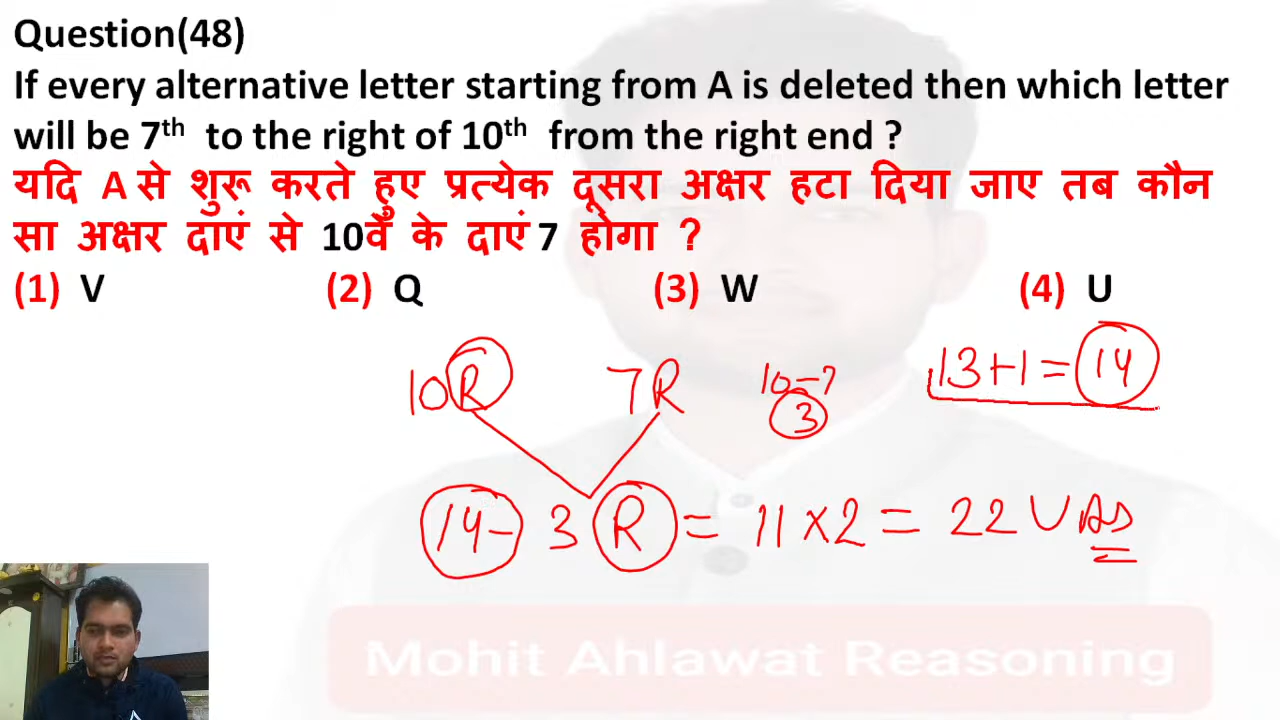 Question(48)
If every alternative letter starting from A is deleted then which letter
will be 7th to the right of 10th from the right end ?
यदि A से शुरू करते हुए प्रत्येक दूसरा अक्षर हटा दिया जाए तब कौन
सा अक्षर दाएं से 10वें के दाएं 7 होगा ?
(1) V (2) Q (3) W (4) U
10R 7R 10-7 13+1=14
3
14- 3 R = 11×2 = 22 V AS
Mohit Ahlawat Reasoning